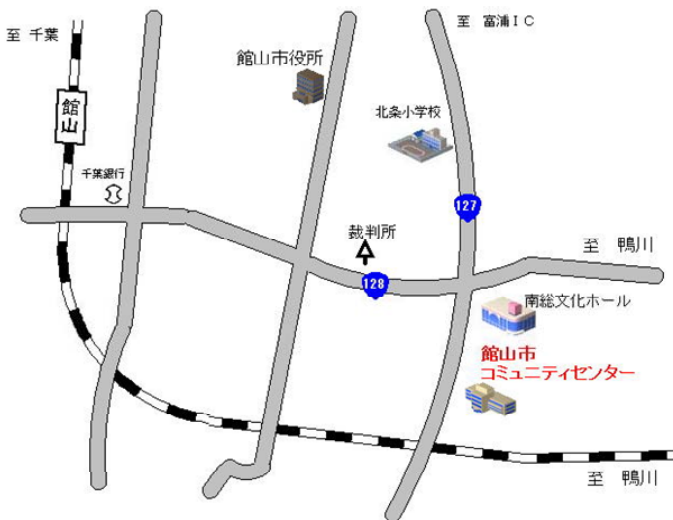 至 千葉
至 富浦ＩＣ
館山市役所
館山
北条小学校
千葉銀行
127
裁判所
至 鴨川
128
南総文化ホール
館山市
コミュニティセンター
至 鴨川